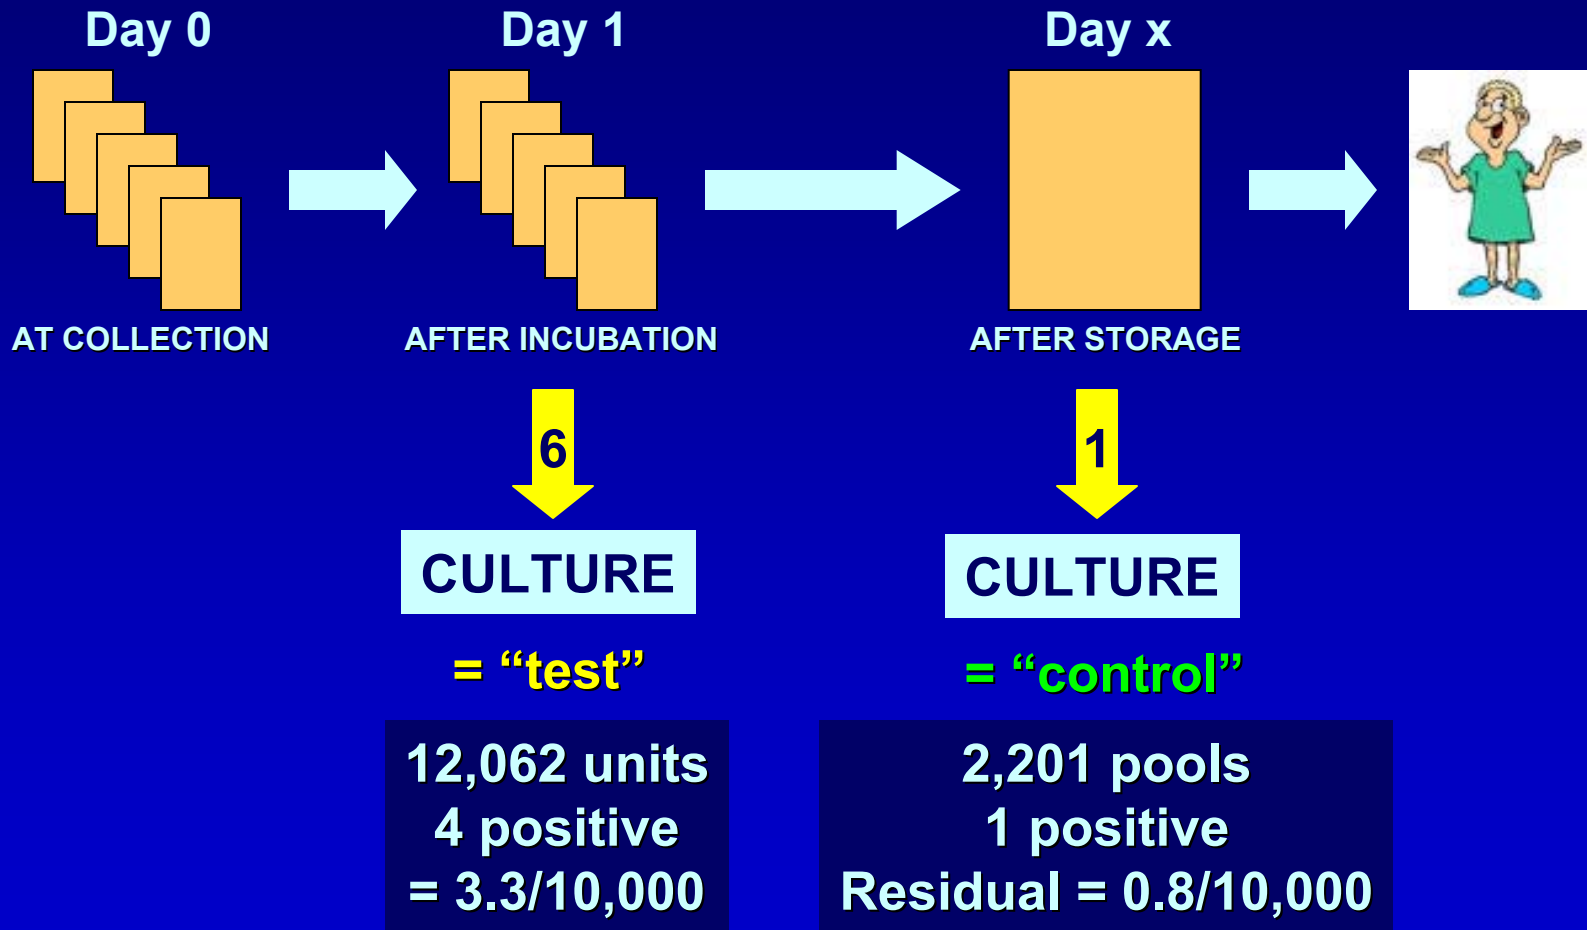 Day 0
Day 1
Day x
AT COLLECTION
AFTER INCUBATION
AFTER STORAGE
6
1
CULTURE
CULTURE
= “test”
= “control”
12,062 units
4 positive
= 3.3/10,000
2,201 pools
1 positive
Residual = 0.8/10,000